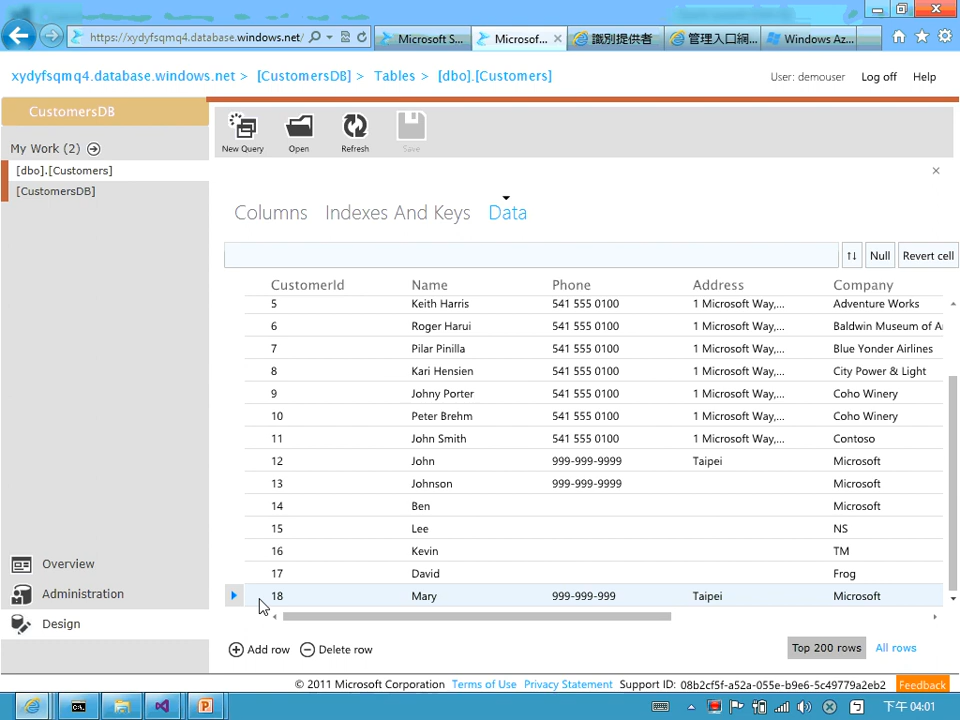 https://xydyfsqmq4.database.windows.net/
Microsoft S...
Microsof...
識別提供者
管理入口網...
Windows Az...
xydyfsqmq4.database.windows.net > [CustomersDB] > Tables > [dbo].[Customers]
User: demouser Log off Help
CustomersDB
My Work (2)
[dbo].[Customers]
[CustomersDB]
New Query Open Refresh Save
Columns Indexes And Keys Data
Null Revert cell
CustomerId Name Phone Address Company
5 Keith Harris 541 555 0100 1 Microsoft Way,... Adventure Works
6 Roger Harui 541 555 0100 1 Microsoft Way,... Baldwin Museum of A
7 Pilar Pinilla 541 555 0100 1 Microsoft Way,... Blue Yonder Airlines
8 Kari Hensien 541 555 0100 1 Microsoft Way,... City Power & Light
9 Johny Porter 541 555 0100 1 Microsoft Way,... Coho Winery
10 Peter Brehm 541 555 0100 1 Microsoft Way,... Coho Winery
11 John Smith 541 555 0100 1 Microsoft Way,... Contoso
12 John 999-999-9999 Taipei Microsoft
13 Johnson 999-999-9999 Microsoft
14 Ben Microsoft
15 Lee NS
16 Kevin TM
17 David Frog
18 Mary 999-999-999 Taipei Microsoft
Overview
Administration
Design
Add row Delete row
Top 200 rows All rows
© 2011 Microsoft Corporation Terms of Use Privacy Statement Support ID: 08b2cf5f-a52a-055e-b9e6-5c49779a2eb2 Feedback
下午 04:01